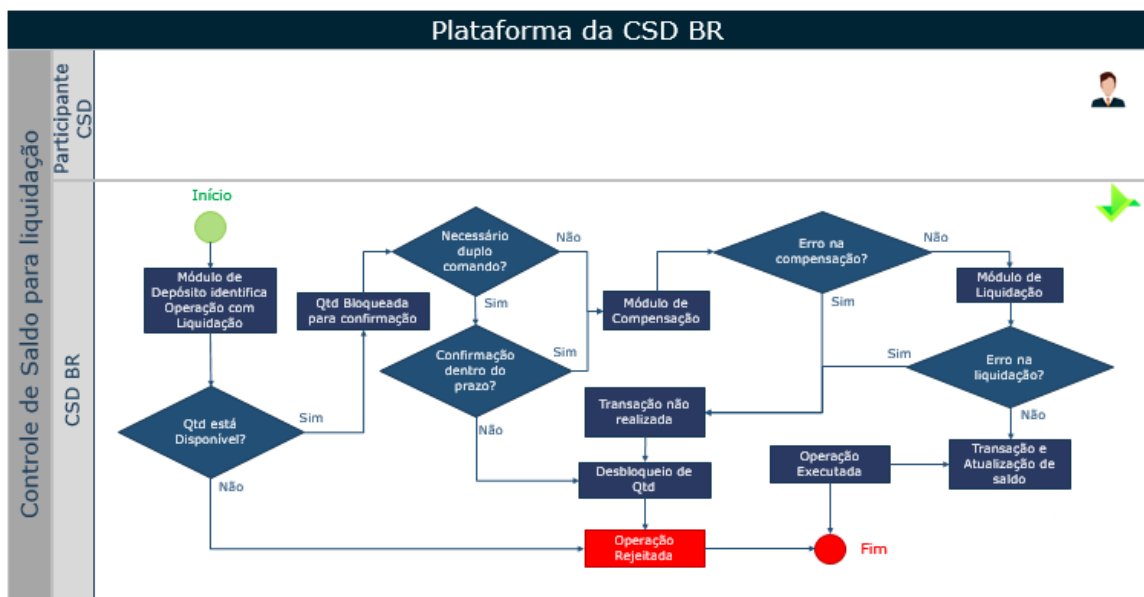 Plataforma da CSD BR
Controle de Saldo para liquidação
Participante
CSD
CSD BR
Início
Módulo de
Depósito identifica
Operação com
Liquidação
Qtd está
Disponível?
Sim
Não
Qtd Bloqueada
para confirmação
Necessário
duplo
comando?
Não
Sim
Confirmação
dentro do
prazo?
Sim
Não
Módulo de
Compensação
Erro na
compensação?
Não
Sim
Módulo de
Liquidação
Erro na
liquidação?
Sim
Não
Transação não
realizada
Desbloqueio de
Qtd
Operação
Rejeitada
Operação
Executada
Transação e
Atualização de
saldo
Fim